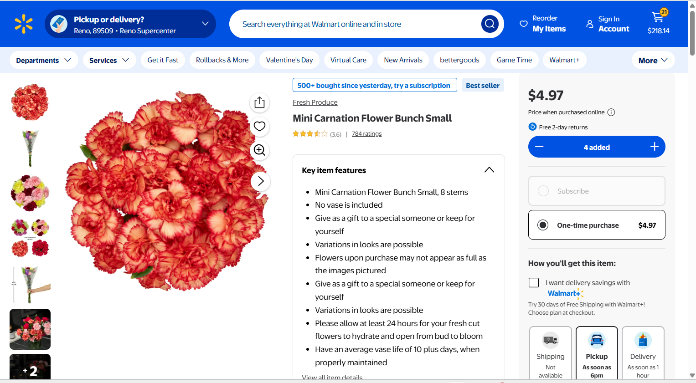 Pickup or delivery?
Reno, 89509 • Reno Supercenter
Search everything at Walmart online and in store
Reorder
My Items
Sign In
Account
21
$218.14
Departments
Services
Get it Fast
Rollbacks & More
Valentine's Day
Virtual Care
New Arrivals
bettergoods
Game Time
Walmart+
More
500+ bought since yesterday, try a subscription
Best seller
Fresh Produce
Mini Carnation Flower Bunch Small
(3.6) | 784 ratings
Key item features
• Mini Carnation Flower Bunch Small, 8 stems
• No vase is included
• Give as a gift to a special someone or keep for
yourself
• Variations in looks are possible
• Flowers upon purchase may not appear as full as
the images pictured
• Give as a gift to a special someone or keep for
yourself
• Variations in looks are possible
• Please allow at least 24 hours for your fresh cut
flowers to hydrate and open from bud to bloom
• Have an average vase life of 10 plus days, when
properly maintained
View all item details
+2
$4.97
Price when purchased online
Free 2-day returns
− 4 added +
Subscribe
One-time purchase $4.97
How you'll get this item:
I want delivery savings with
Walmart+
Try 30 days of Free Shipping with Walmart+!
Choose plan at checkout.
Shipping
Not
available
Pickup
As soon as
6pm
Delivery
As soon as 1
hour